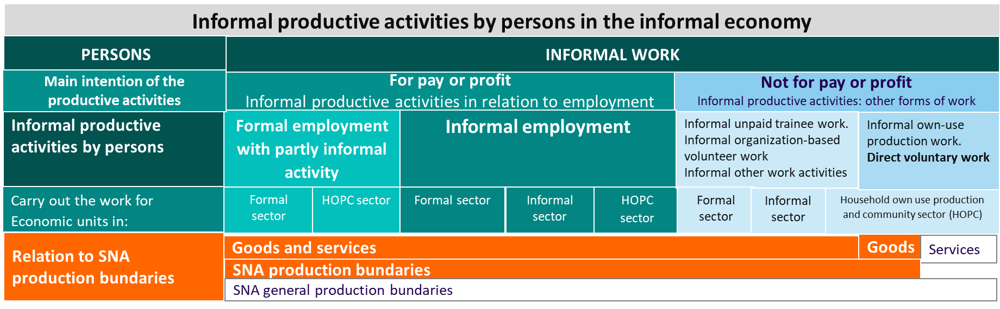 Informal productive activities by persons in the informal economy
PERSONS
INFORMAL WORK
Main intention of the
productive activities
For pay or profit
Informal productive activities in relation to employment
Not for pay or profit
Informal productive activities: other forms of work
Informal productive
activities by persons
Formal employment
with partly informal
activity
Informal employment
Informal unpaid trainee work.
Informal organization-based
volunteer work
Informal other work activities
Informal own-use
production work.
Direct voluntary work
Carry out the work for
Economic units in:
Formal
sector
HOPC sector
Formal sector
Informal
sector
HOPC
sector
Formal
sector
Informal
sector
Household own use production
and community sector (HOPC)
Relation to SNA
production bundaries
Goods and services
Goods
Services
SNA production bundaries
SNA general production bundaries